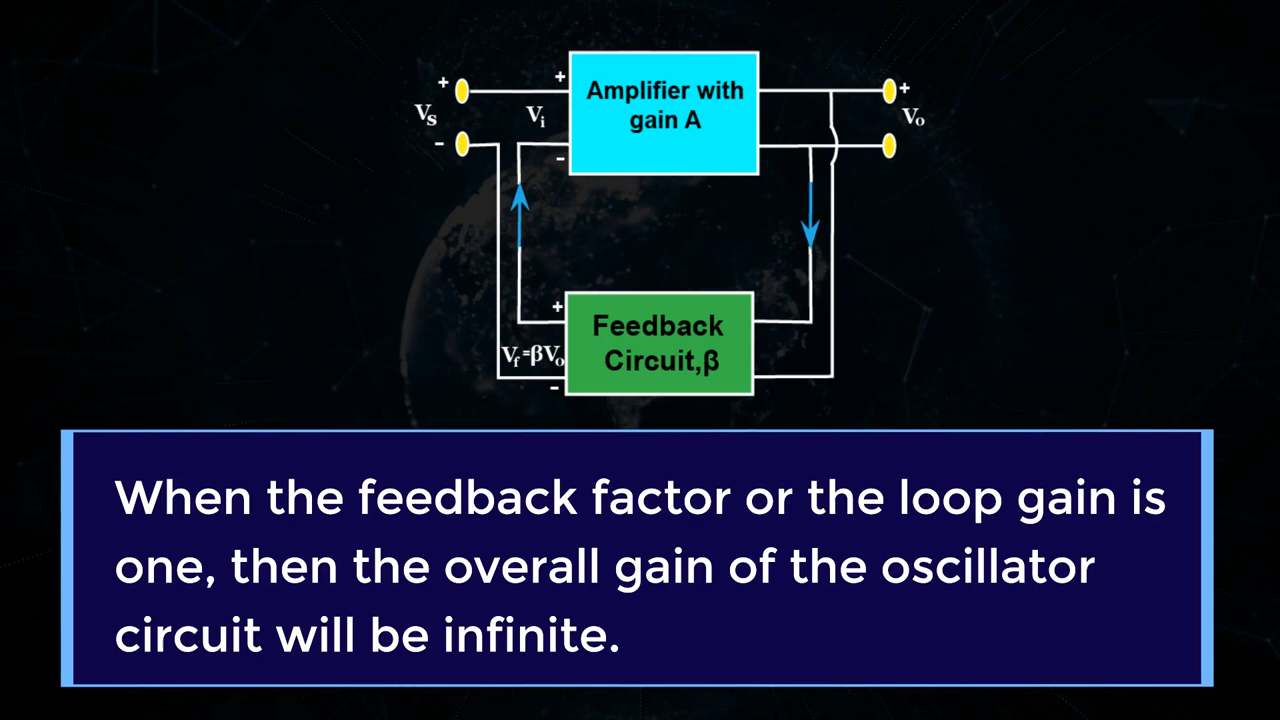 +
+
+
Amplifier with
gain A
Vs
Vi
Vo
-
-
+
Feedback
Circuit,β
Vf=βVo
-
When the feedback factor or the loop gain is
one, then the overall gain of the oscillator
circuit will be infinite.